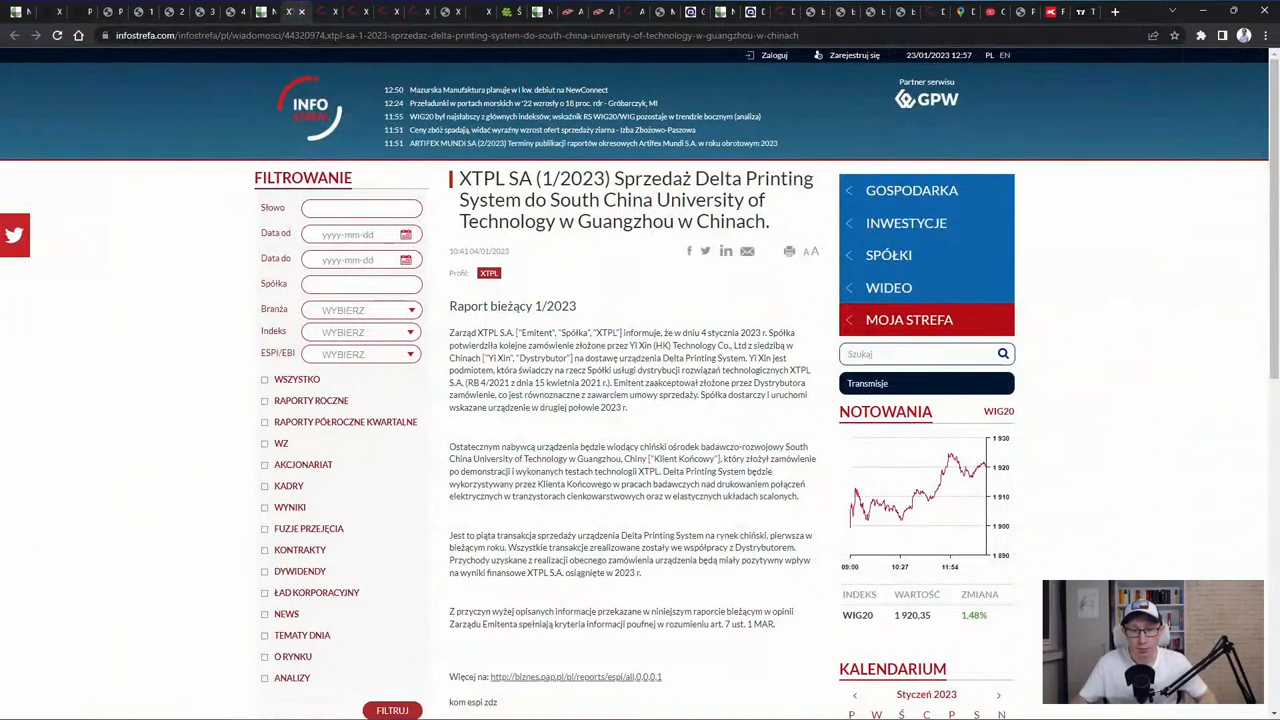 infostrefa.com/infostrefa/pl/wiadomosci/44320974,xtpl-sa-1-2023-sprzedaz-delta-printing-system-do-south-china-university-of-technology-w-guangzhou-w-chinach
Zaloguj
Zarejestruj się
23/01/2023 12:57
PL EN
INFO
STREFA
12:50 Mazurska Manufaktura planuje w I kw. debiut na NewConnect
12:24 Przeładunki w portach morskich w '22 wzrosły o 18 proc. rdr - Gróbarczyk, MI
11:55 WIG20 był najsłabszy z głównych indeksów, wskaźnik RS WIG20/WIG pozostaje w trendzie bocznym (analiza)
11:51 Ceny zbóż spadają, widać wyraźny wzrost ofert sprzedaży ziarna - Izba Zbożowo-Paszowa
11:51 ARTIFEX MUNDI SA (2/2023) Terminy publikacji raportów okresowych Artifex Mundi S.A. w roku obrotowym 2023
Partner serwisu
GPW
FILTROWANIE
Słowo
Data od yyyy-mm-dd
Data do yyyy-mm-dd
Spółka
Branża WYBIERZ
Indeks WYBIERZ
ESPI/EBI WYBIERZ
WSZYSTKO
RAPORTY ROCZNE
RAPORTY PÓŁROCZNE KWARTALNE
WZ
AKCJONARIAT
KADRY
WYNIKI
FUZJE PRZEJĘCIA
KONTRAKTY
DYWIDENDY
ŁAD KORPORACYJNY
NEWS
TEMATY DNIA
O RYNKU
ANALIZY
FILTRUJ
XTPL SA (1/2023) Sprzedaż Delta Printing
System do South China University of
Technology w Guangzhou w Chinach.
10:41 04/01/2023
A A
Profil: XTPL
Raport bieżący 1/2023
Zarząd XTPL S.A. ["Emitent", "Spółka", "XTPL"] informuje, że w dniu 4 stycznia 2023 r. Spółka
potwierdziła kolejne zamówienie złożone przez Yi Xin (HK) Technology Co., Ltd z siedzibą w
Chinach ["Yi Xin", "Dystrybutor"] na dostawę urządzenia Delta Printing System. Yi Xin jest
podmiotem, która świadczy na rzecz Spółki usługi dystrybucji rozwiązań technologicznych XTPL
S.A. (RB 4/2021 z dnia 15 kwietnia 2021 r.). Emitent zaakceptował złożone przez Dystrybutora
zamówienie, co jest równoznaczne z zawarciem umowy sprzedaży. Spółka dostarczy i uruchomi
wskazane urządzenie w drugiej połowie 2023 r.
Ostatecznym nabywcą urządzenia będzie wiodący chiński ośrodek badawczo-rozwojowy South
China University of Technology w Guangzhou, Chiny ["Klient Końcowy"], który złożył zamówienie
po demonstracji i wykonanych testach technologii XTPL. Delta Printing System będzie
wykorzystywany przez Klienta Końcowego w pracach badawczych nad drukowaniem połączeń
elektrycznych w tranzystorach cienkowarstwowych oraz w elastycznych układach scalonych.
Jest to piąta transakcja sprzedaży urządzenia Delta Printing System na rynek chiński, pierwsza w
bieżącym roku. Wszystkie transakcje zrealizowane zostały we współpracy z Dystrybutorem.
Przychody uzyskane z realizacji obecnego zamówienia urządzenia będą miały pozytywny wpływ
na wyniki finansowe XTPL S.A. osiągnięte w 2023 r.
Z przyczyn wyżej opisanych informacje przekazane w niniejszym raporcie bieżącym w opinii
Zarządu Emitenta spełniają kryteria informacji poufnej w rozumieniu art. 7 ust. 1 MAR.
Więcej na: http://biznes.pap.pl/pl/reports/espi/all,0,0,0,1
kom espi zdz
GOSPODARKA
INWESTYCJE
SPÓŁKI
WIDEO
MOJA STREFA
Szukaj
Transmisje
NOTOWANIA WIG20
1 930
1 920
1 910
1 900
1 890
09:00 10:27 11:54
INDEKS WARTOŚĆ ZMIANA
WIG20 1 920,35 1,48%
KALENDARIUM
Styczeń 2023
P W Ś C P S N